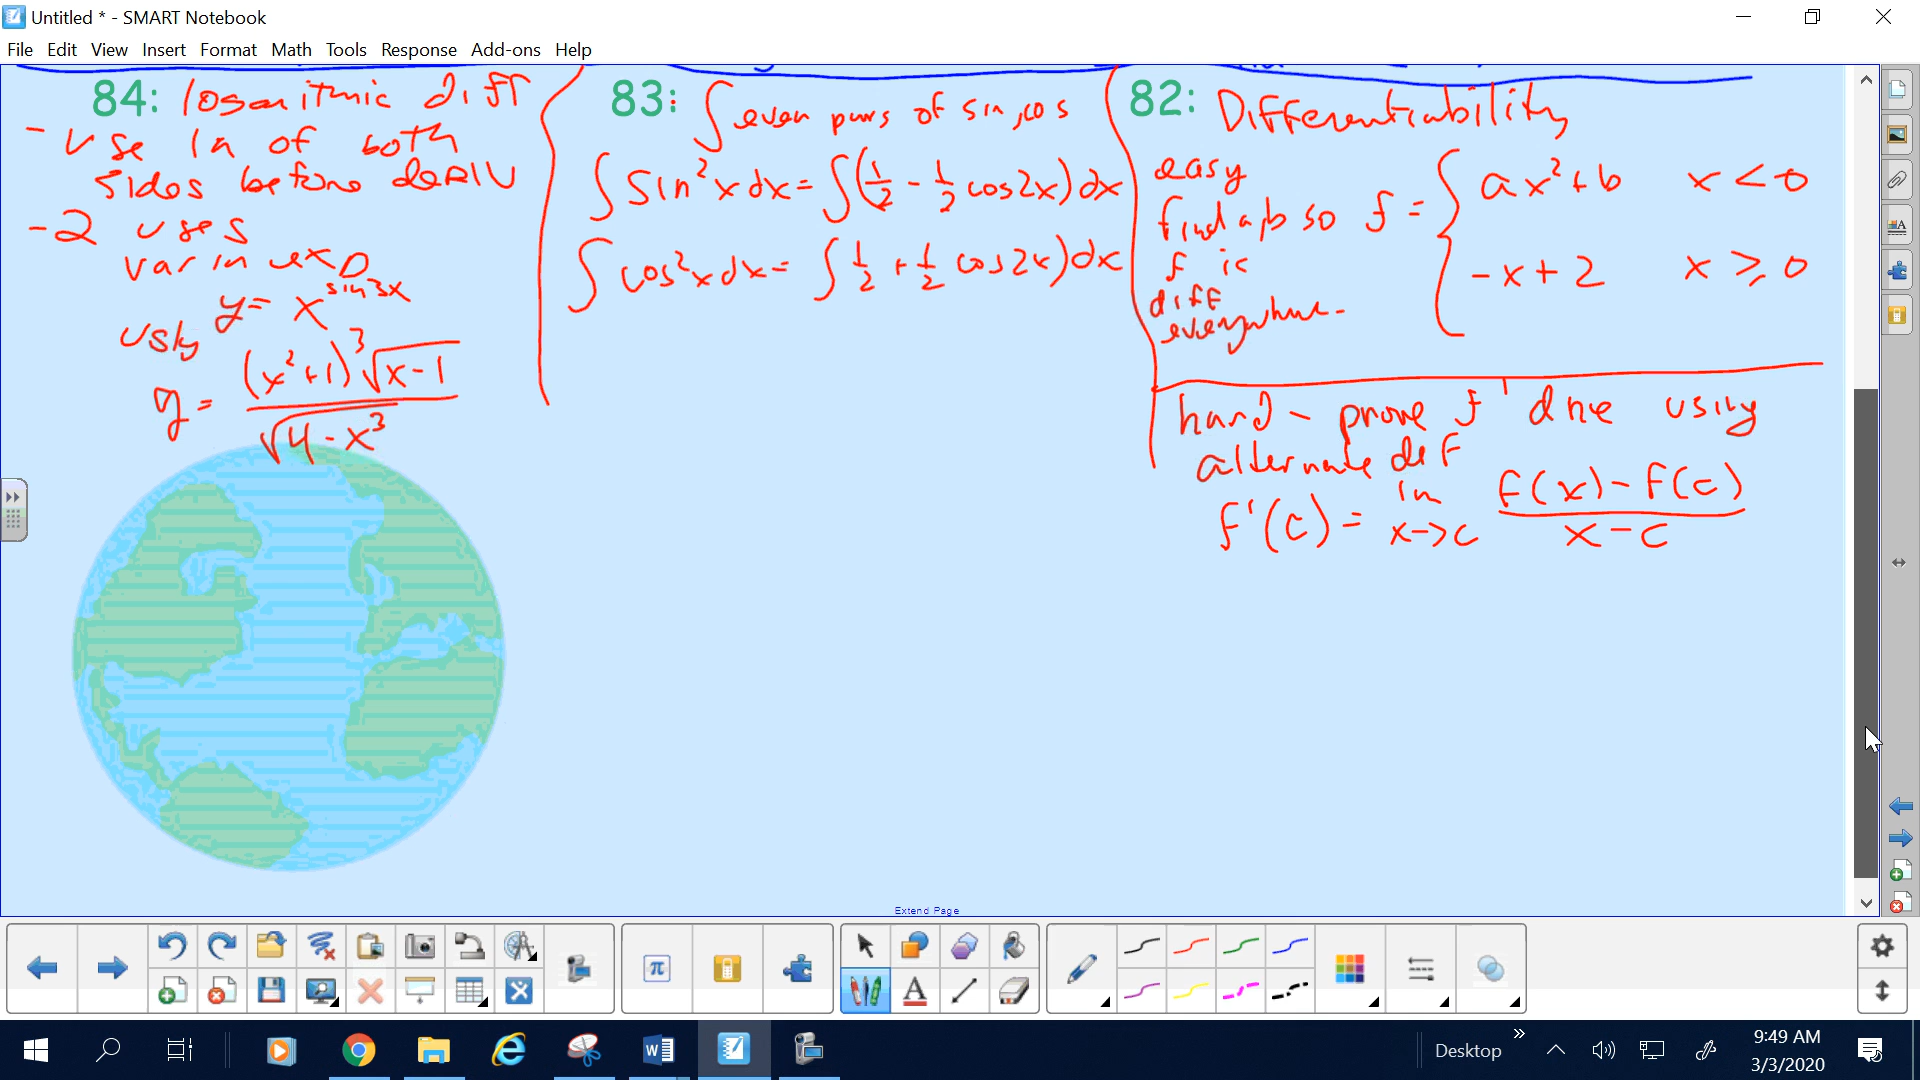 Untitled * - SMART Notebook
File Edit View Insert Format Math Tools Response Add-ons Help
84: logaritmic diff
- use ln of both
sides before deriv
- 2 uses
var in exp
y = x^sin3x
ugly
y = (x²+1)³√x-1 / √4-x³
83: ∫ even pwrs of sin, cos
∫ sin²x dx = ∫(1/2 - 1/2 cos2x) dx
∫ cos²x dx = ∫ 1/2 + 1/2 cos2x) dx
82: Differentiability
easy
find a,b so f = { ax²+b x < 0
-x+2 x ≥ 0
f is
diff
everywhere.
hard - prove f' dne using
alternate def
f'(c) = lim x→c f(x)-f(c) / x-c
Extend Page
Desktop
9:49 AM
3/3/2020